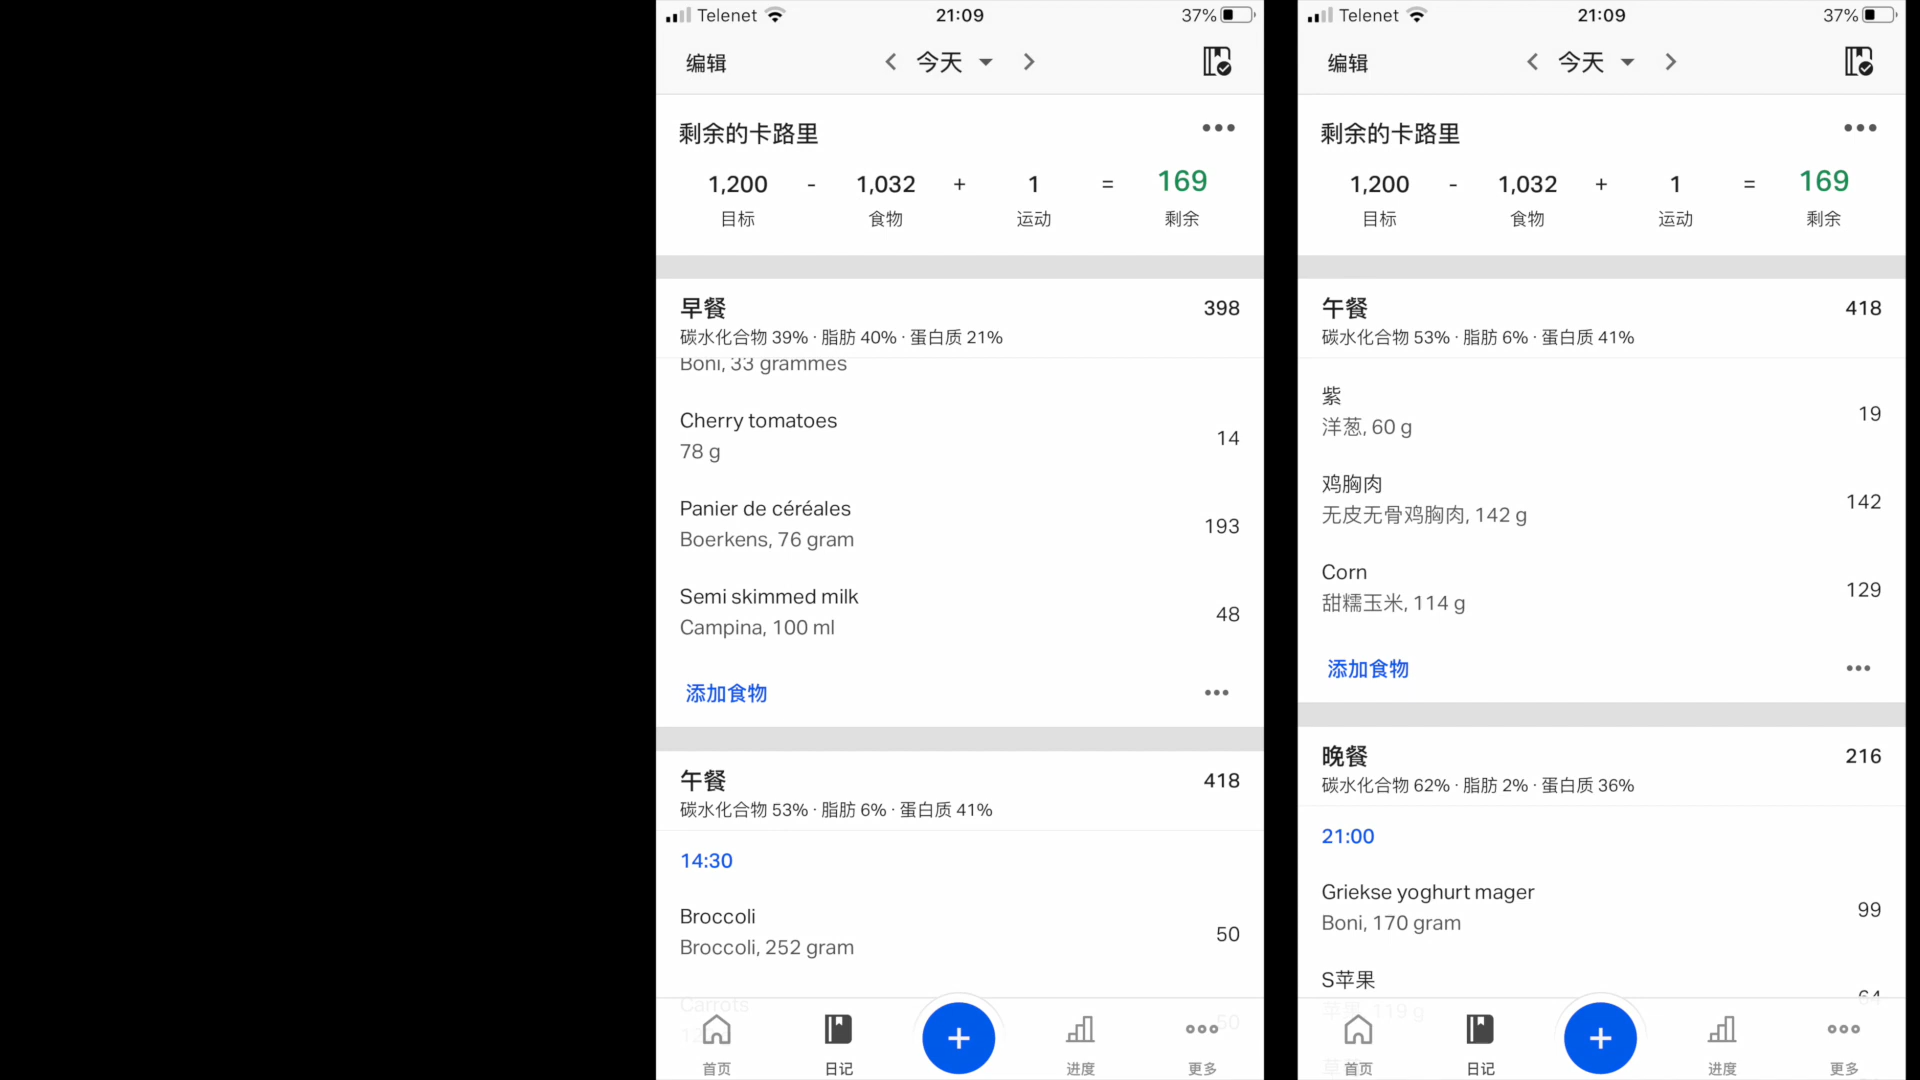 Telenet 21:09 37%
编辑 今天
剩余的卡路里
1,200 - 1,032 + 1 = 169
目标 食物 运动 剩余
早餐 398
碳水化合物 39% · 脂肪 40% · 蛋白质 21%
Boni, 33 grammes
Cherry tomatoes
78 g
14
Panier de céréales
Boerkens, 76 gram
193
Semi skimmed milk
Campina, 100 ml
48
添加食物
午餐 418
碳水化合物 53% · 脂肪 6% · 蛋白质 41%
14:30
Broccoli
Broccoli, 252 gram
50
Carrots
50
首页 日记 + 进度 更多
Telenet 21:09 37%
编辑 今天
剩余的卡路里
1,200 - 1,032 + 1 = 169
目标 食物 运动 剩余
午餐 418
碳水化合物 53% · 脂肪 6% · 蛋白质 41%
紫
洋葱, 60 g
19
鸡胸肉
无皮无骨鸡胸肉, 142 g
142
Corn
甜糯玉米, 114 g
129
添加食物
晚餐 216
碳水化合物 62% · 脂肪 2% · 蛋白质 36%
21:00
Griekse yoghurt mager
Boni, 170 gram
99
S苹果
苹果, 119 g
64
首页 日记 + 进度 更多